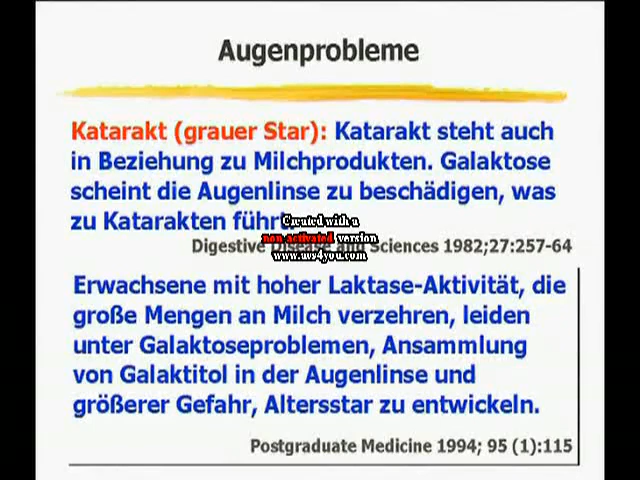 Augenprobleme
Katarakt (grauer Star): Katarakt steht auch
in Beziehung zu Milchprodukten. Galaktose
scheint die Augenlinse zu beschädigen, was
zu Katarakten führt.
Created with a
non activated version
www.avs4you.com
Digestive Disease and Sciences 1982;27:257-64
Erwachsene mit hoher Laktase-Aktivität, die
große Mengen an Milch verzehren, leiden
unter Galaktoseproblemen, Ansammlung
von Galaktitol in der Augenlinse und
größerer Gefahr, Altersstar zu entwickeln.
Postgraduate Medicine 1994; 95 (1):115